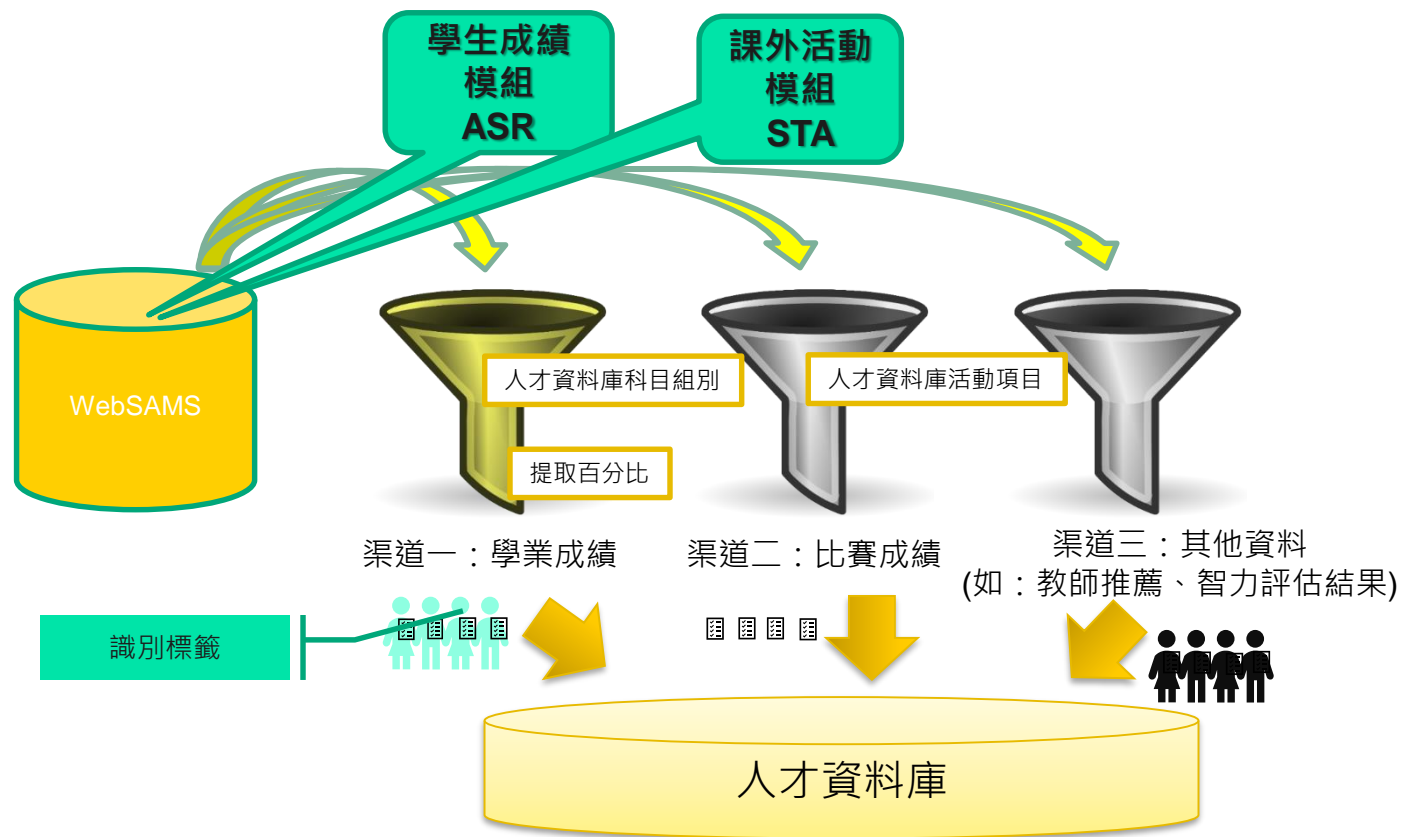 學生成績
模組
ASR
課外活動
模組
STA
WebSAMS
人才資料庫科目組別
人才資料庫活動項目
提取百分比
渠道一：學業成績
渠道二：比賽成績
渠道三：其他資料
(如：教師推薦、智力評估結果)
識別標籤
人才資料庫